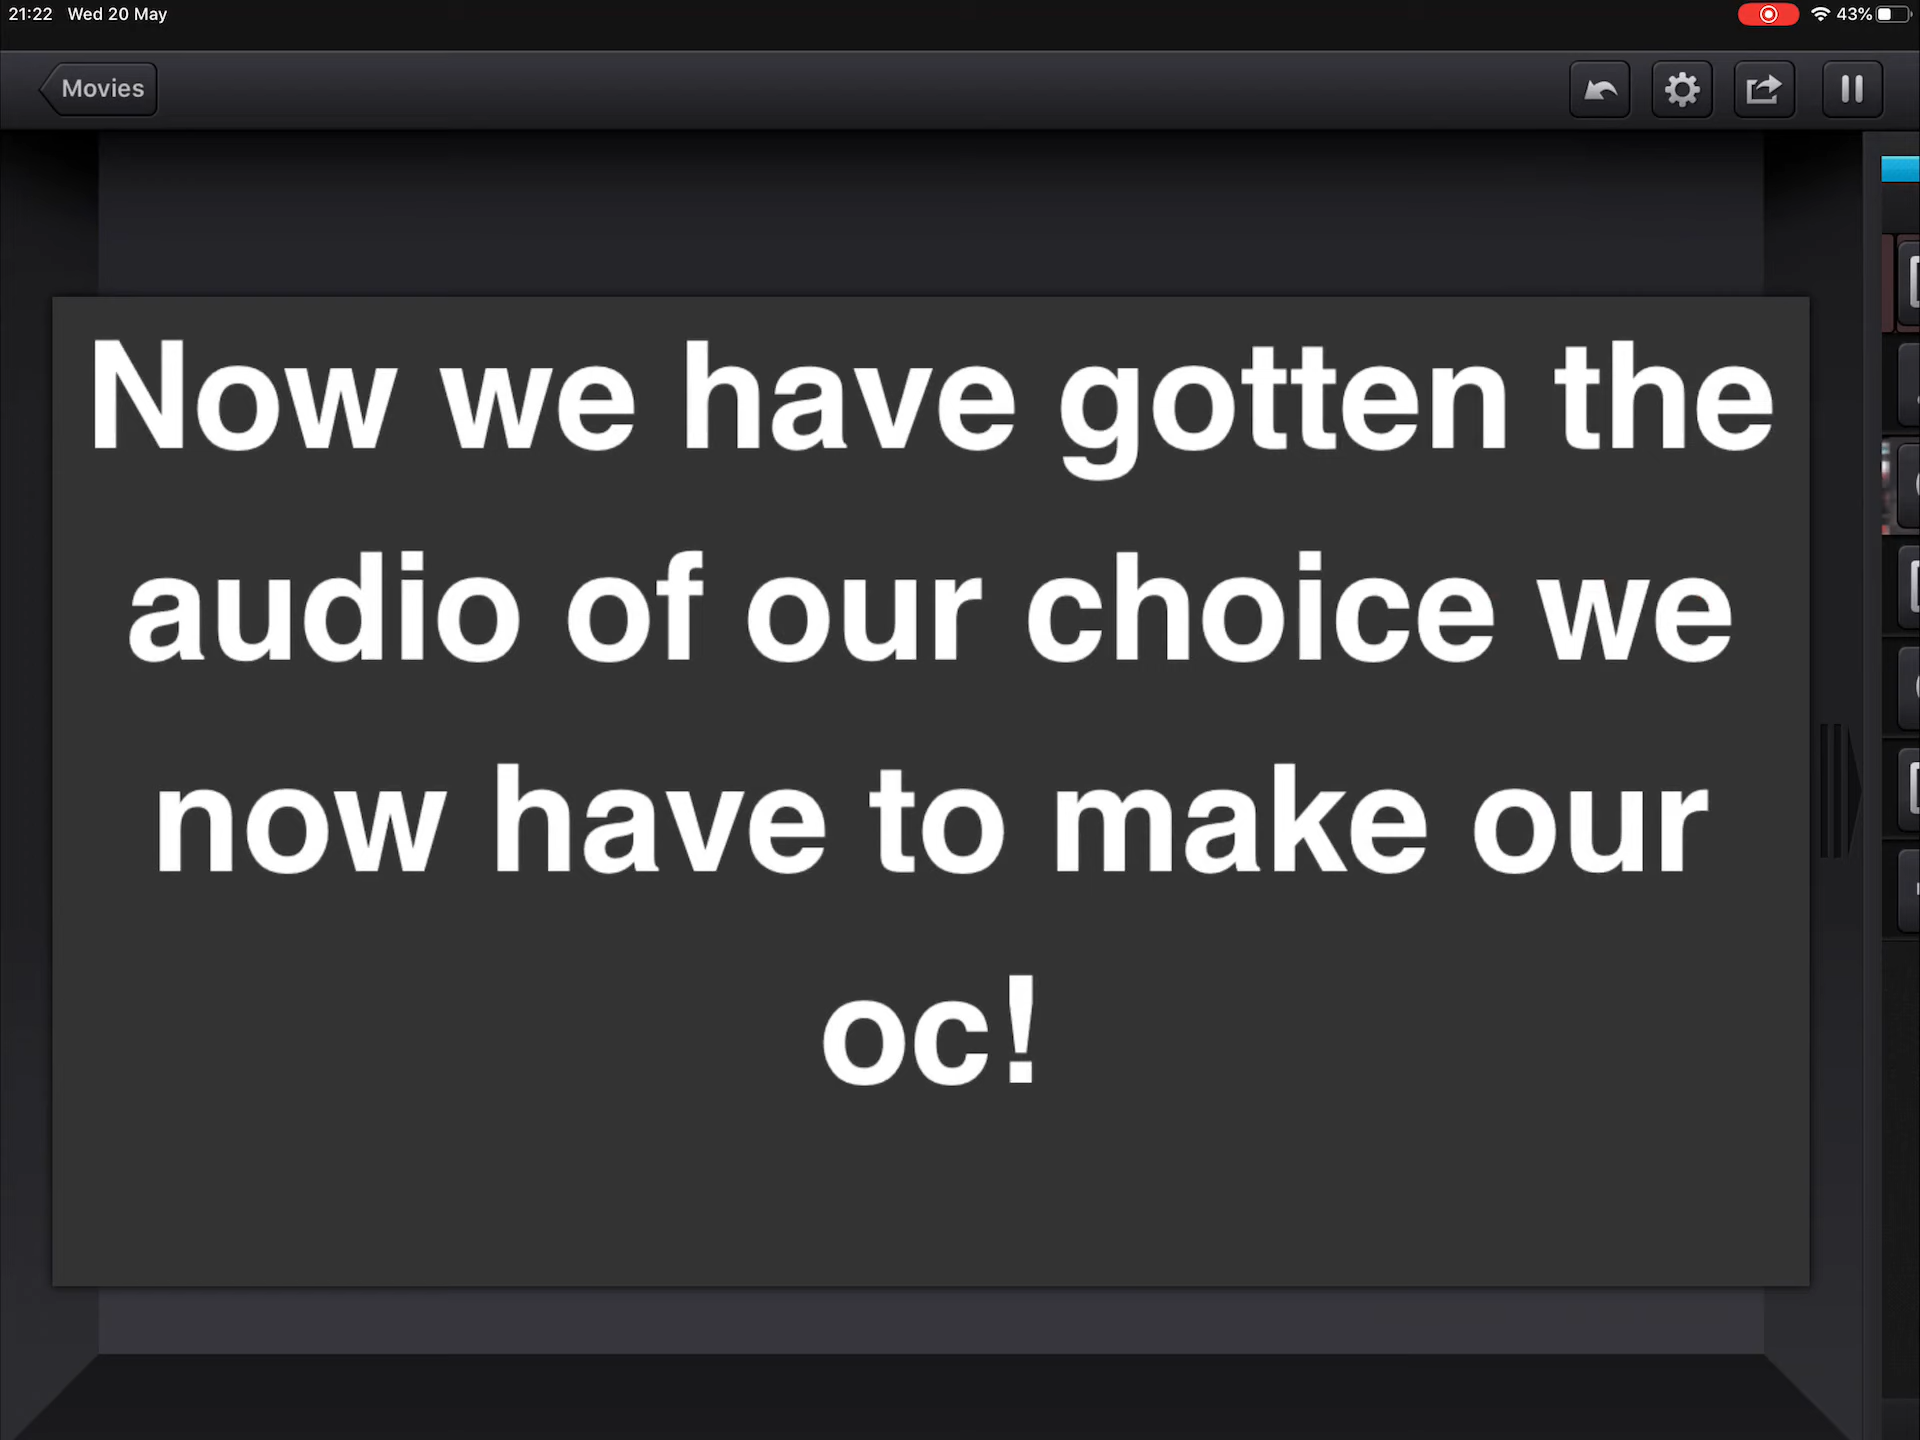 21:22 Wed 20 May
43%
Movies
Now we have gotten the
audio of our choice we
now have to make our
oc!